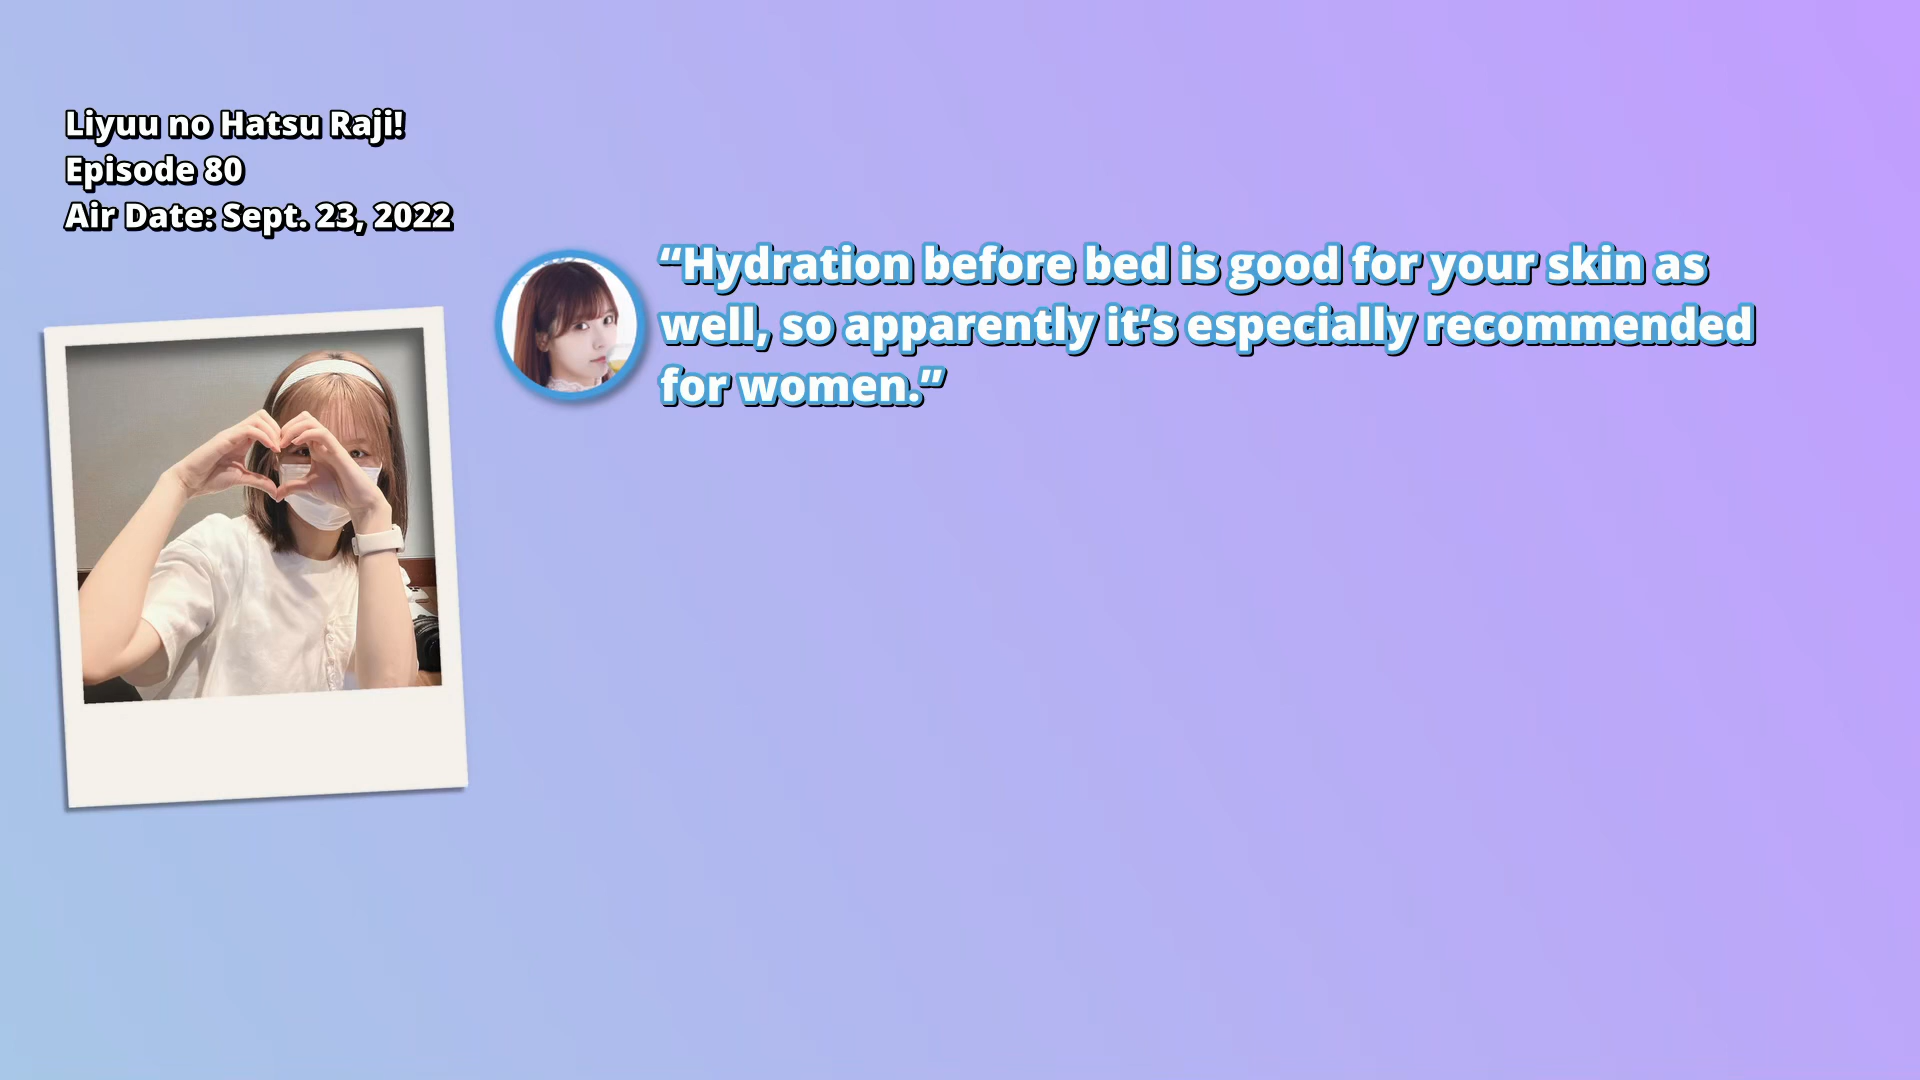 Liyuu no Hatsu Raji!
Episode 80
Air Date: Sept. 23, 2022
“Hydration before bed is good for your skin as
well, so apparently it’s especially recommended
for women.”